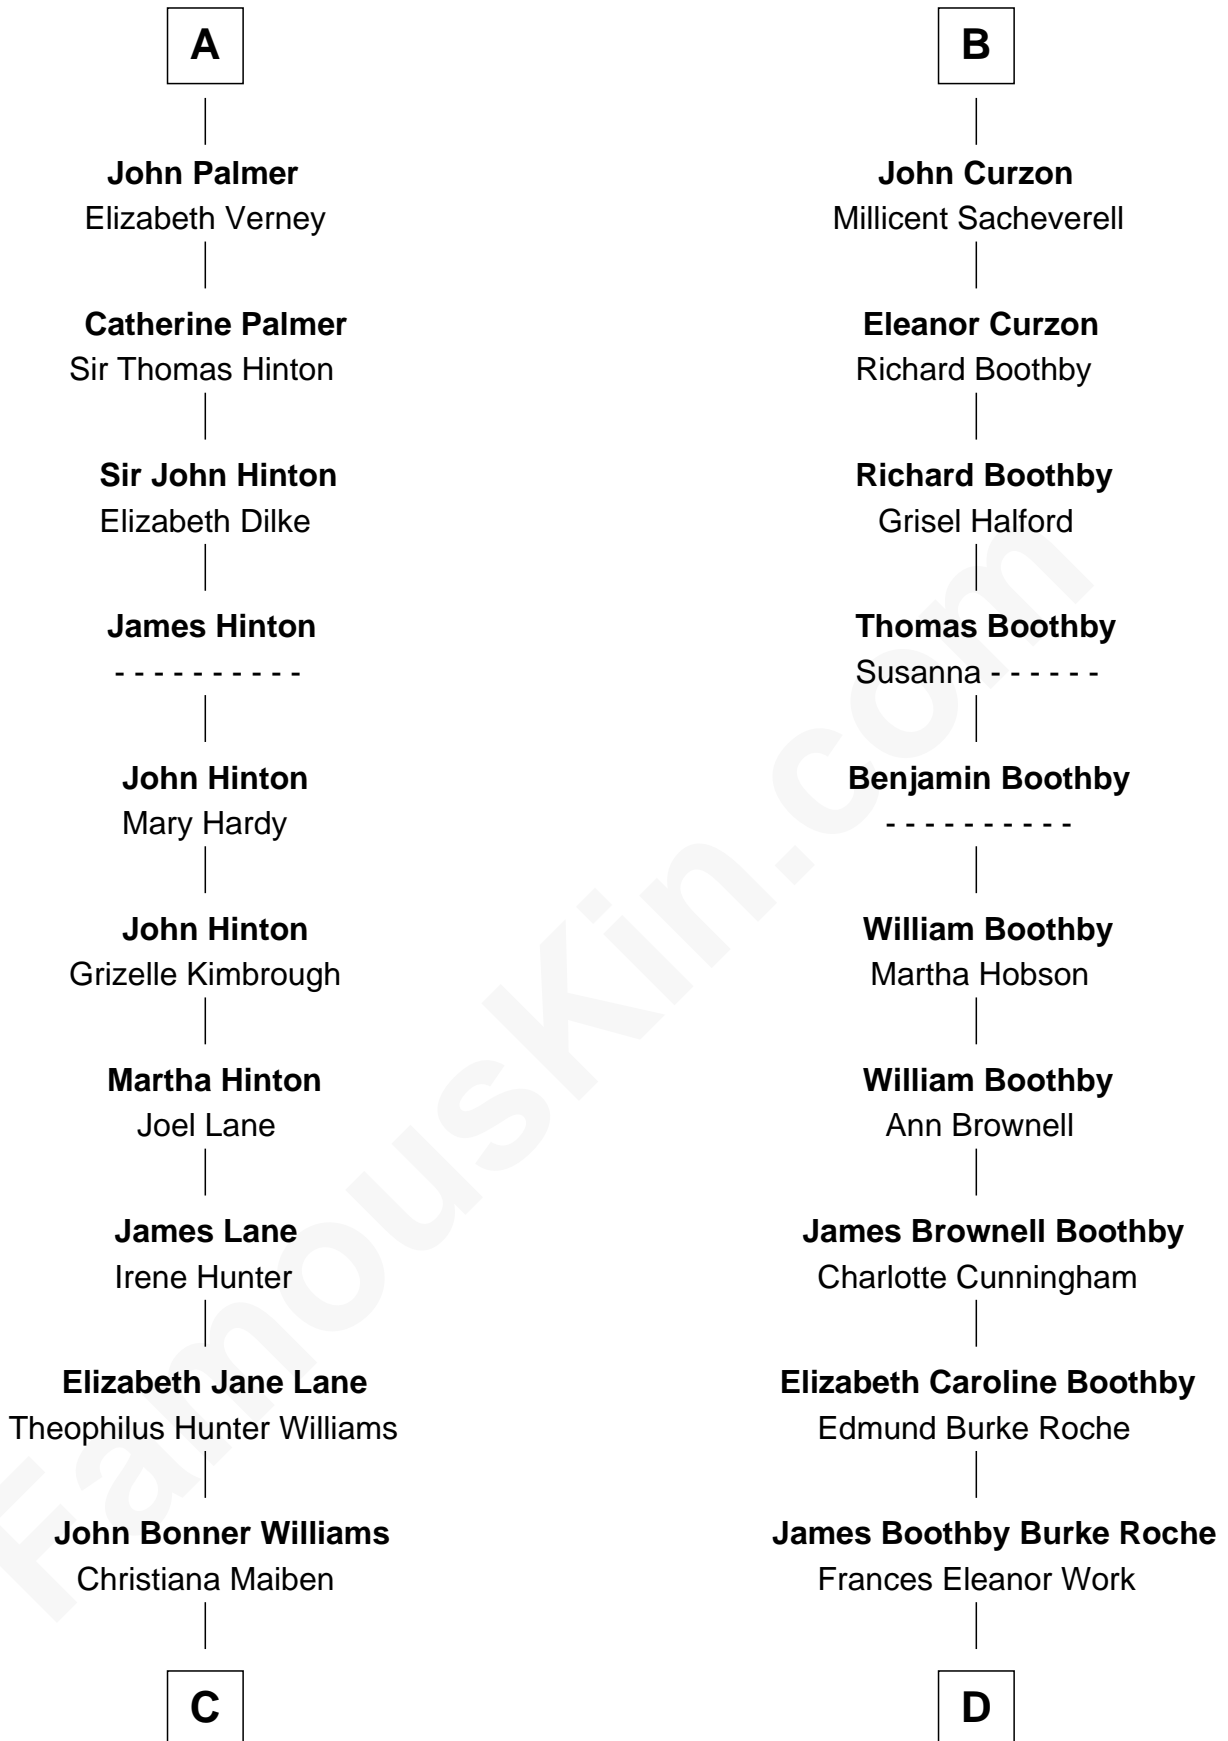 A
John Palmer
Elizabeth Verney
Catherine Palmer
Sir Thomas Hinton
Sir John Hinton
Elizabeth Dilke
James Hinton
- - - - - - - - - -
John Hinton
Mary Hardy
John Hinton
Grizelle Kimbrough
Martha Hinton
Joel Lane
James Lane
Irene Hunter
Elizabeth Jane Lane
Theophilus Hunter Williams
John Bonner Williams
Christiana Maiben
C
B
John Curzon
Millicent Sacheverell
Eleanor Curzon
Richard Boothby
Richard Boothby
Grisel Halford
Thomas Boothby
Susanna - - - - - -
Benjamin Boothby
- - - - - - - - - -
William Boothby
Martha Hobson
William Boothby
Ann Brownell
James Brownell Boothby
Charlotte Cunningham
Elizabeth Caroline Boothby
Edmund Burke Roche
James Boothby Burke Roche
Frances Eleanor Work
D
FamousKin.com